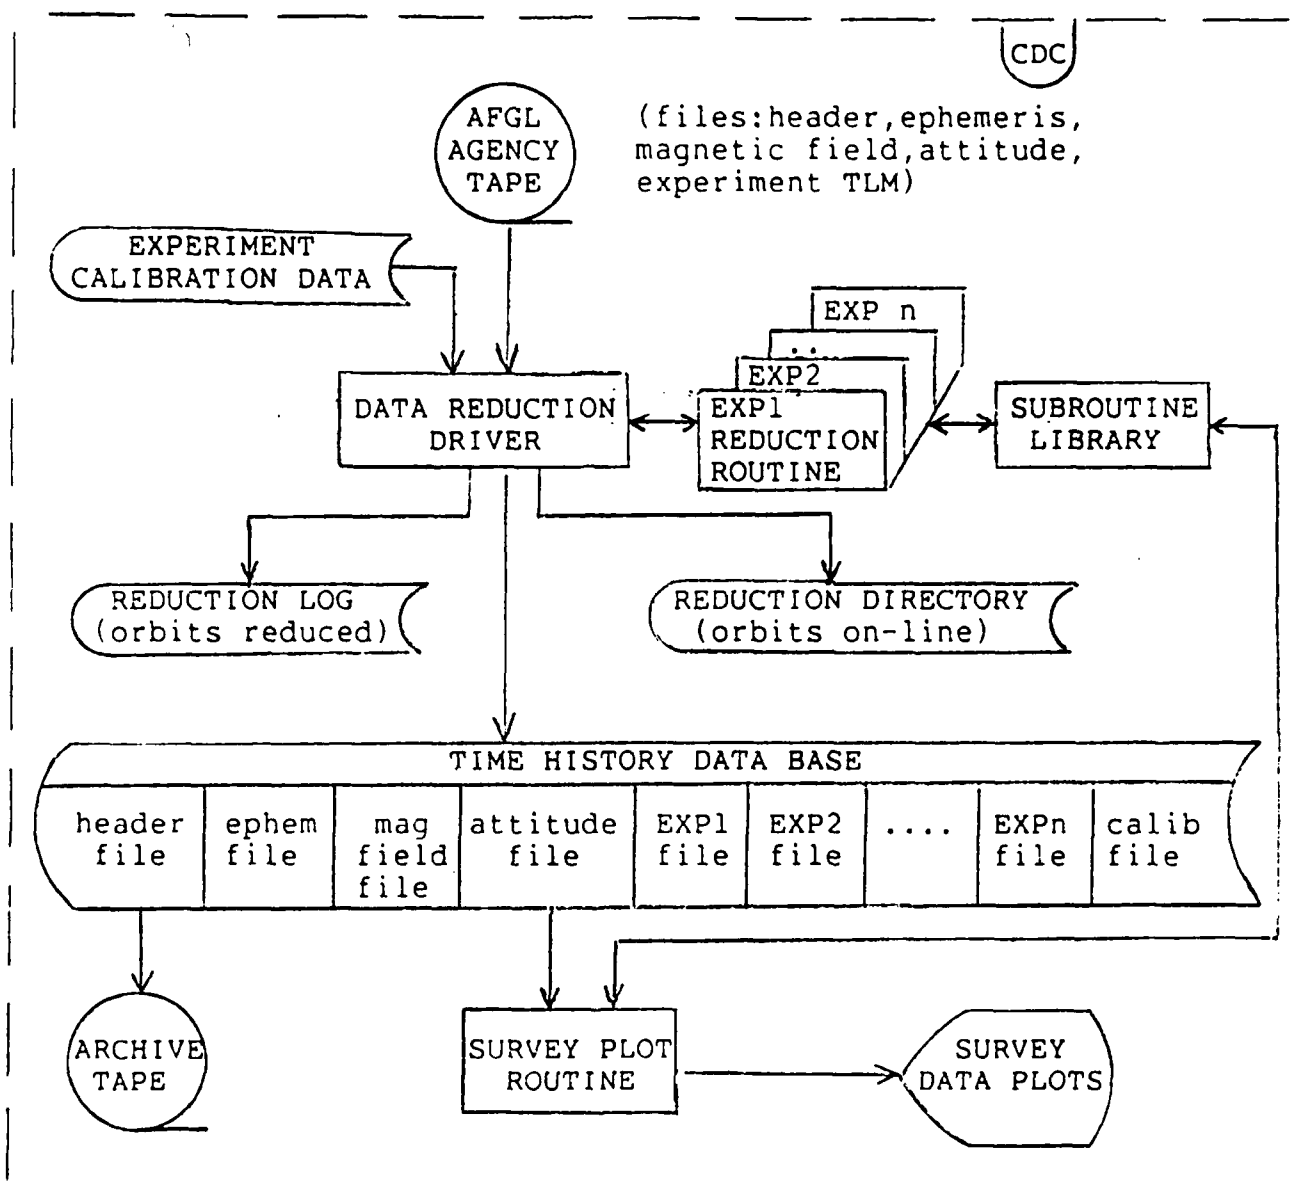 CDC
AFGL
AGENCY
TAPE
(files:header,ephemeris,
magnetic field,attitude,
experiment TLM)
EXPERIMENT
CALIBRATION DATA
EXP n
..
EXP2
EXP1
REDUCTION
ROUTINE
DATA REDUCTION
DRIVER
SUBROUTINE
LIBRARY
REDUCTION LOG
(orbits reduced)
REDUCTION DIRECTORY
(orbits on-line)
TIME HISTORY DATA BASE
header
file
ephem
file
mag
field
file
attitude
file
EXP1
file
EXP2
file
....
EXPn
file
calib
file
ARCHIVE
TAPE
SURVEY PLOT
ROUTINE
SURVEY
DATA PLOTS